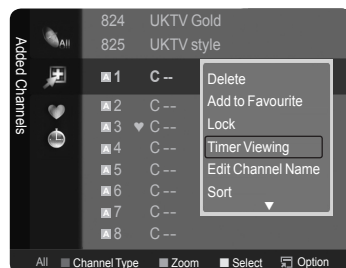 Added Channels
All
824 UKTV Gold
825 UKTV style
A 1 C --
A 2 C --
A 3 ♥ C --
A 4 C --
A 5 C --
A 6 C --
A 7 C --
A 8 C --
Delete
Add to Favourite
Lock
Timer Viewing
Edit Channel Name
Sort
▼
All Channel Type Zoom Select Option